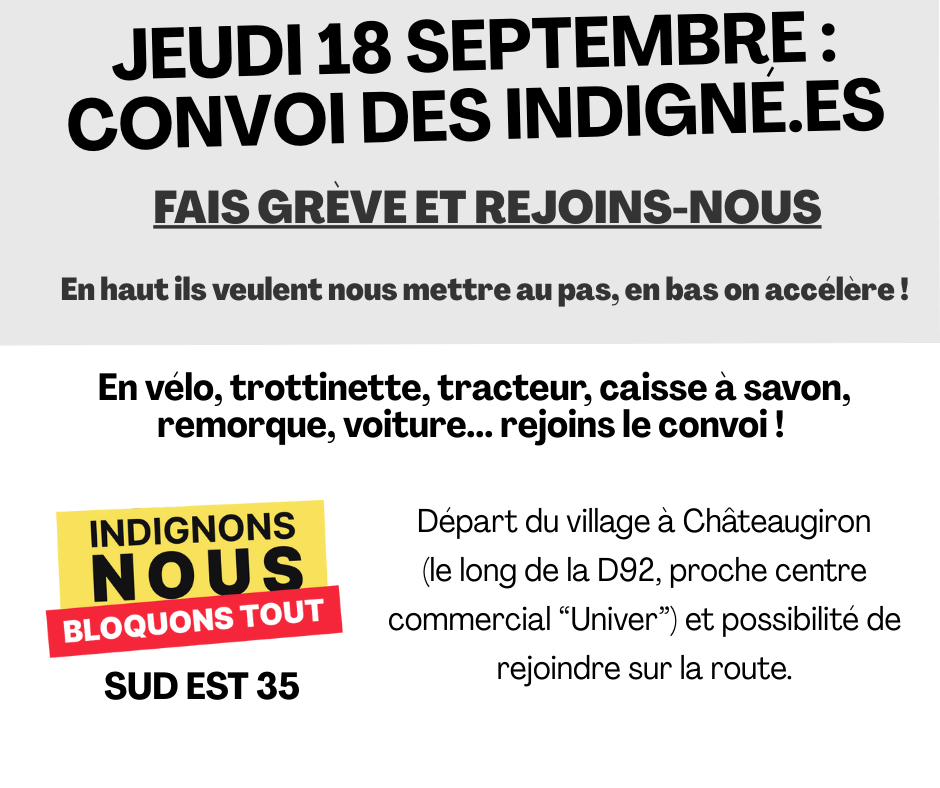 JEUDI 18 SEPTEMBRE :
CONVOI DES INDIGNÉ.ES
FAIS GRÈVE ET REJOINS-NOUS
En haut ils veulent nous mettre au pas, en bas on accélère !
En vélo, trottinette, tracteur, caisse à savon,
remorque, voiture... rejoins le convoi !
INDIGNONS
NOUS
BLOQUONS TOUT
SUD EST 35
Départ du village à Châteaugiron
(le long de la D92, proche centre
commercial “Univer”) et possibilité de
rejoindre sur la route.